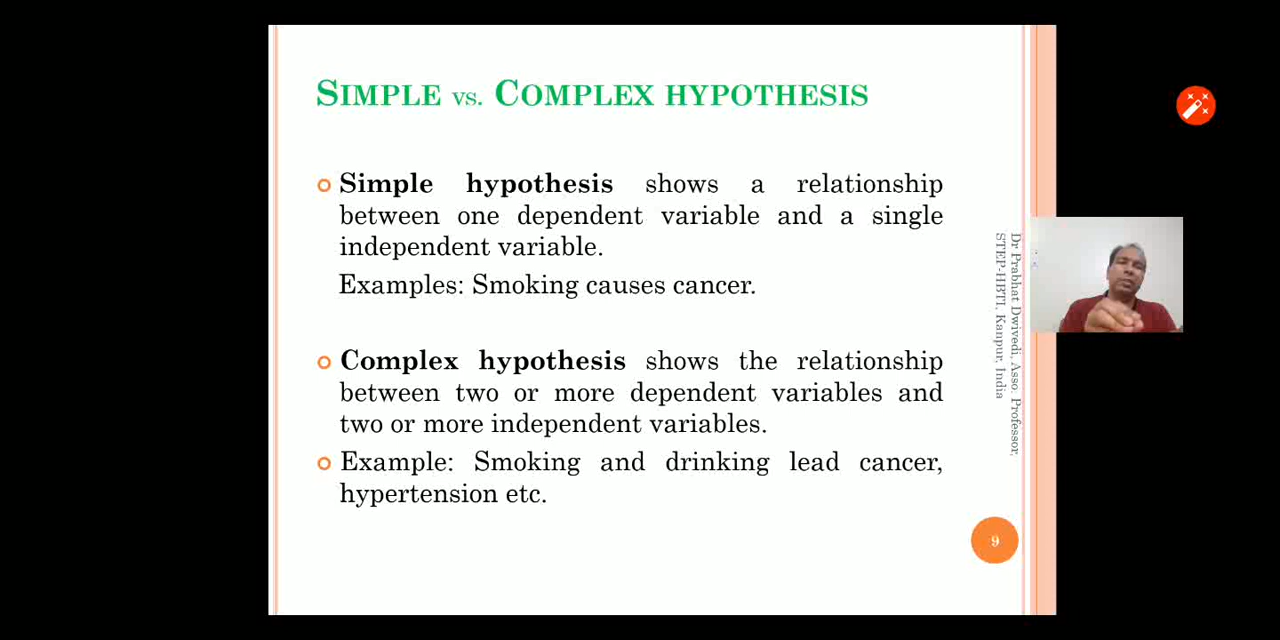 SIMPLE vs. COMPLEX HYPOTHESIS
Simple hypothesis shows a relationship
between one dependent variable and a single
independent variable.
Examples: Smoking causes cancer.
Complex hypothesis shows the relationship
between two or more dependent variables and
two or more independent variables.
Example: Smoking and drinking lead cancer,
hypertension etc.
Dr Prabhat Dwivedi, Asso. Professor,
STEP-HBTI, Kanpur, India
9